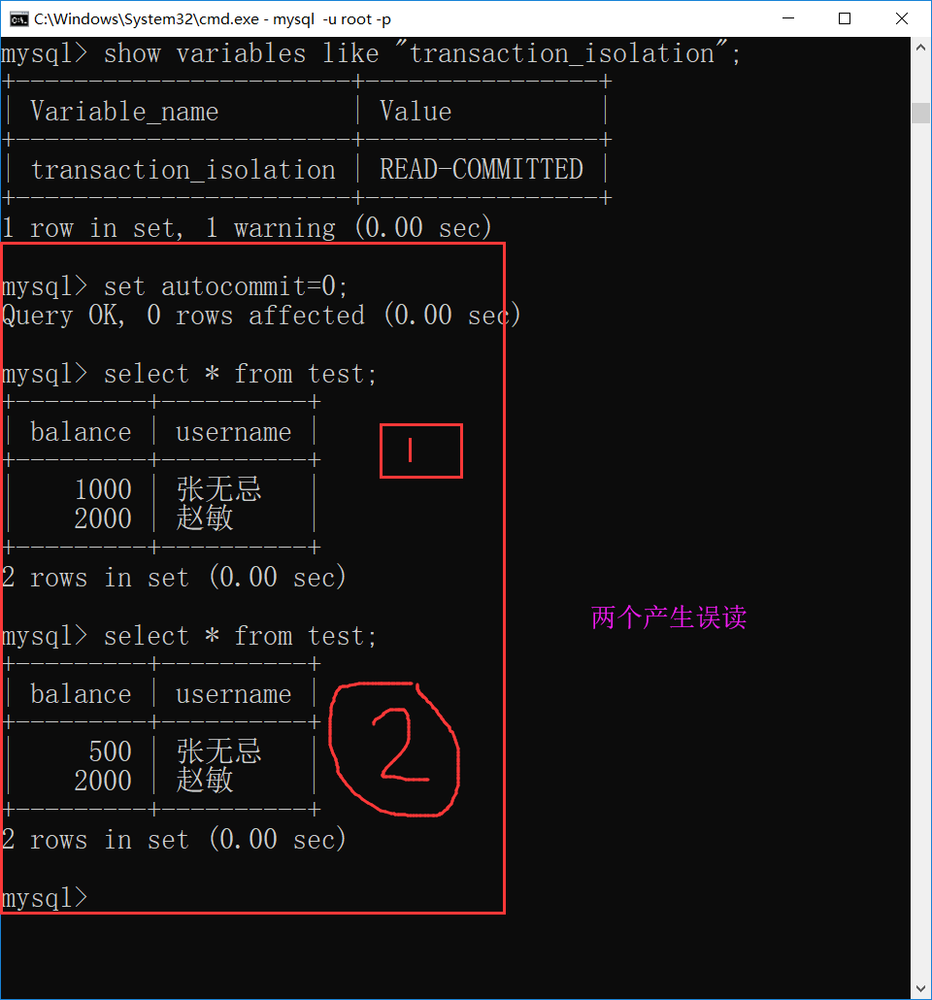 C:\Windows\System32\cmd.exe - mysql  -u root -p
mysql> show variables like "transaction_isolation";
+-----------------------+----------------+
| Variable_name         | Value          |
+-----------------------+----------------+
| transaction_isolation | READ-COMMITTED |
+-----------------------+----------------+
1 row in set, 1 warning (0.00 sec)
mysql> set autocommit=0;
Query OK, 0 rows affected (0.00 sec)
mysql> select * from test;
+---------+----------+
| balance | username |
+---------+----------+
1
|    1000 | 张无忌   |
|    2000 | 赵敏     |
+---------+----------+
2 rows in set (0.00 sec)
两个产生误读
mysql> select * from test;
+---------+----------+
| balance | username |
+---------+----------+
2
|     500 | 张无忌   |
|    2000 | 赵敏     |
+---------+----------+
2 rows in set (0.00 sec)
mysql>